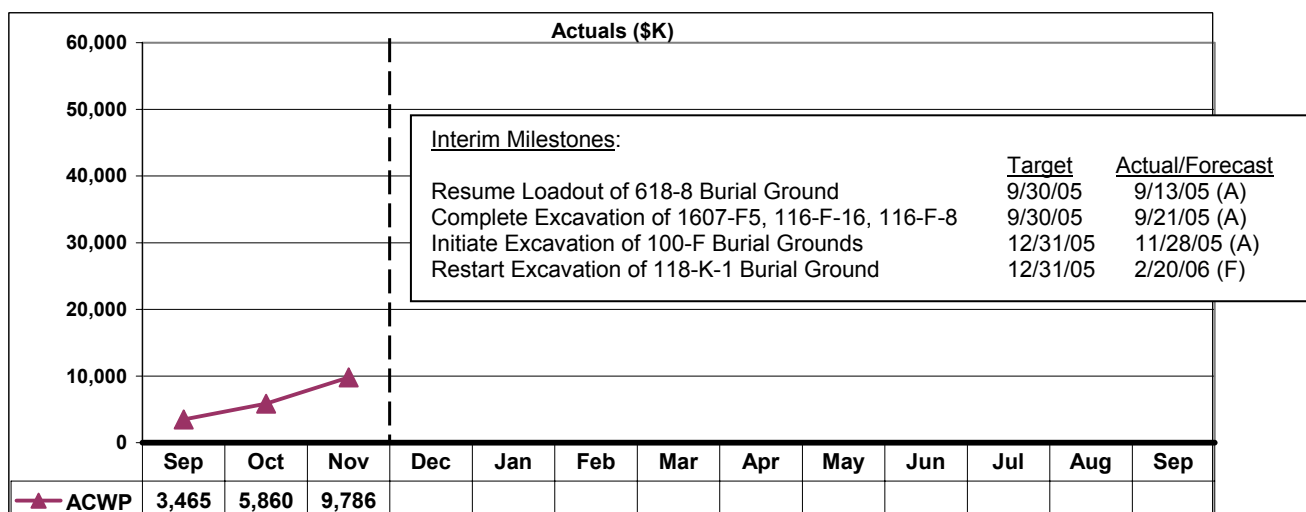 Actuals ($K)
60,000
50,000
40,000
30,000
20,000
10,000
0
Interim Milestones:
Target Actual/Forecast
Resume Loadout of 618-8 Burial Ground 9/30/05 9/13/05 (A)
Complete Excavation of 1607-F5, 116-F-16, 116-F-8 9/30/05 9/21/05 (A)
Initiate Excavation of 100-F Burial Grounds 12/31/05 11/28/05 (A)
Restart Excavation of 118-K-1 Burial Ground 12/31/05 2/20/06 (F)
Sep Oct Nov Dec Jan Feb Mar Apr May Jun Jul Aug Sep
ACWP 3,465 5,860 9,786